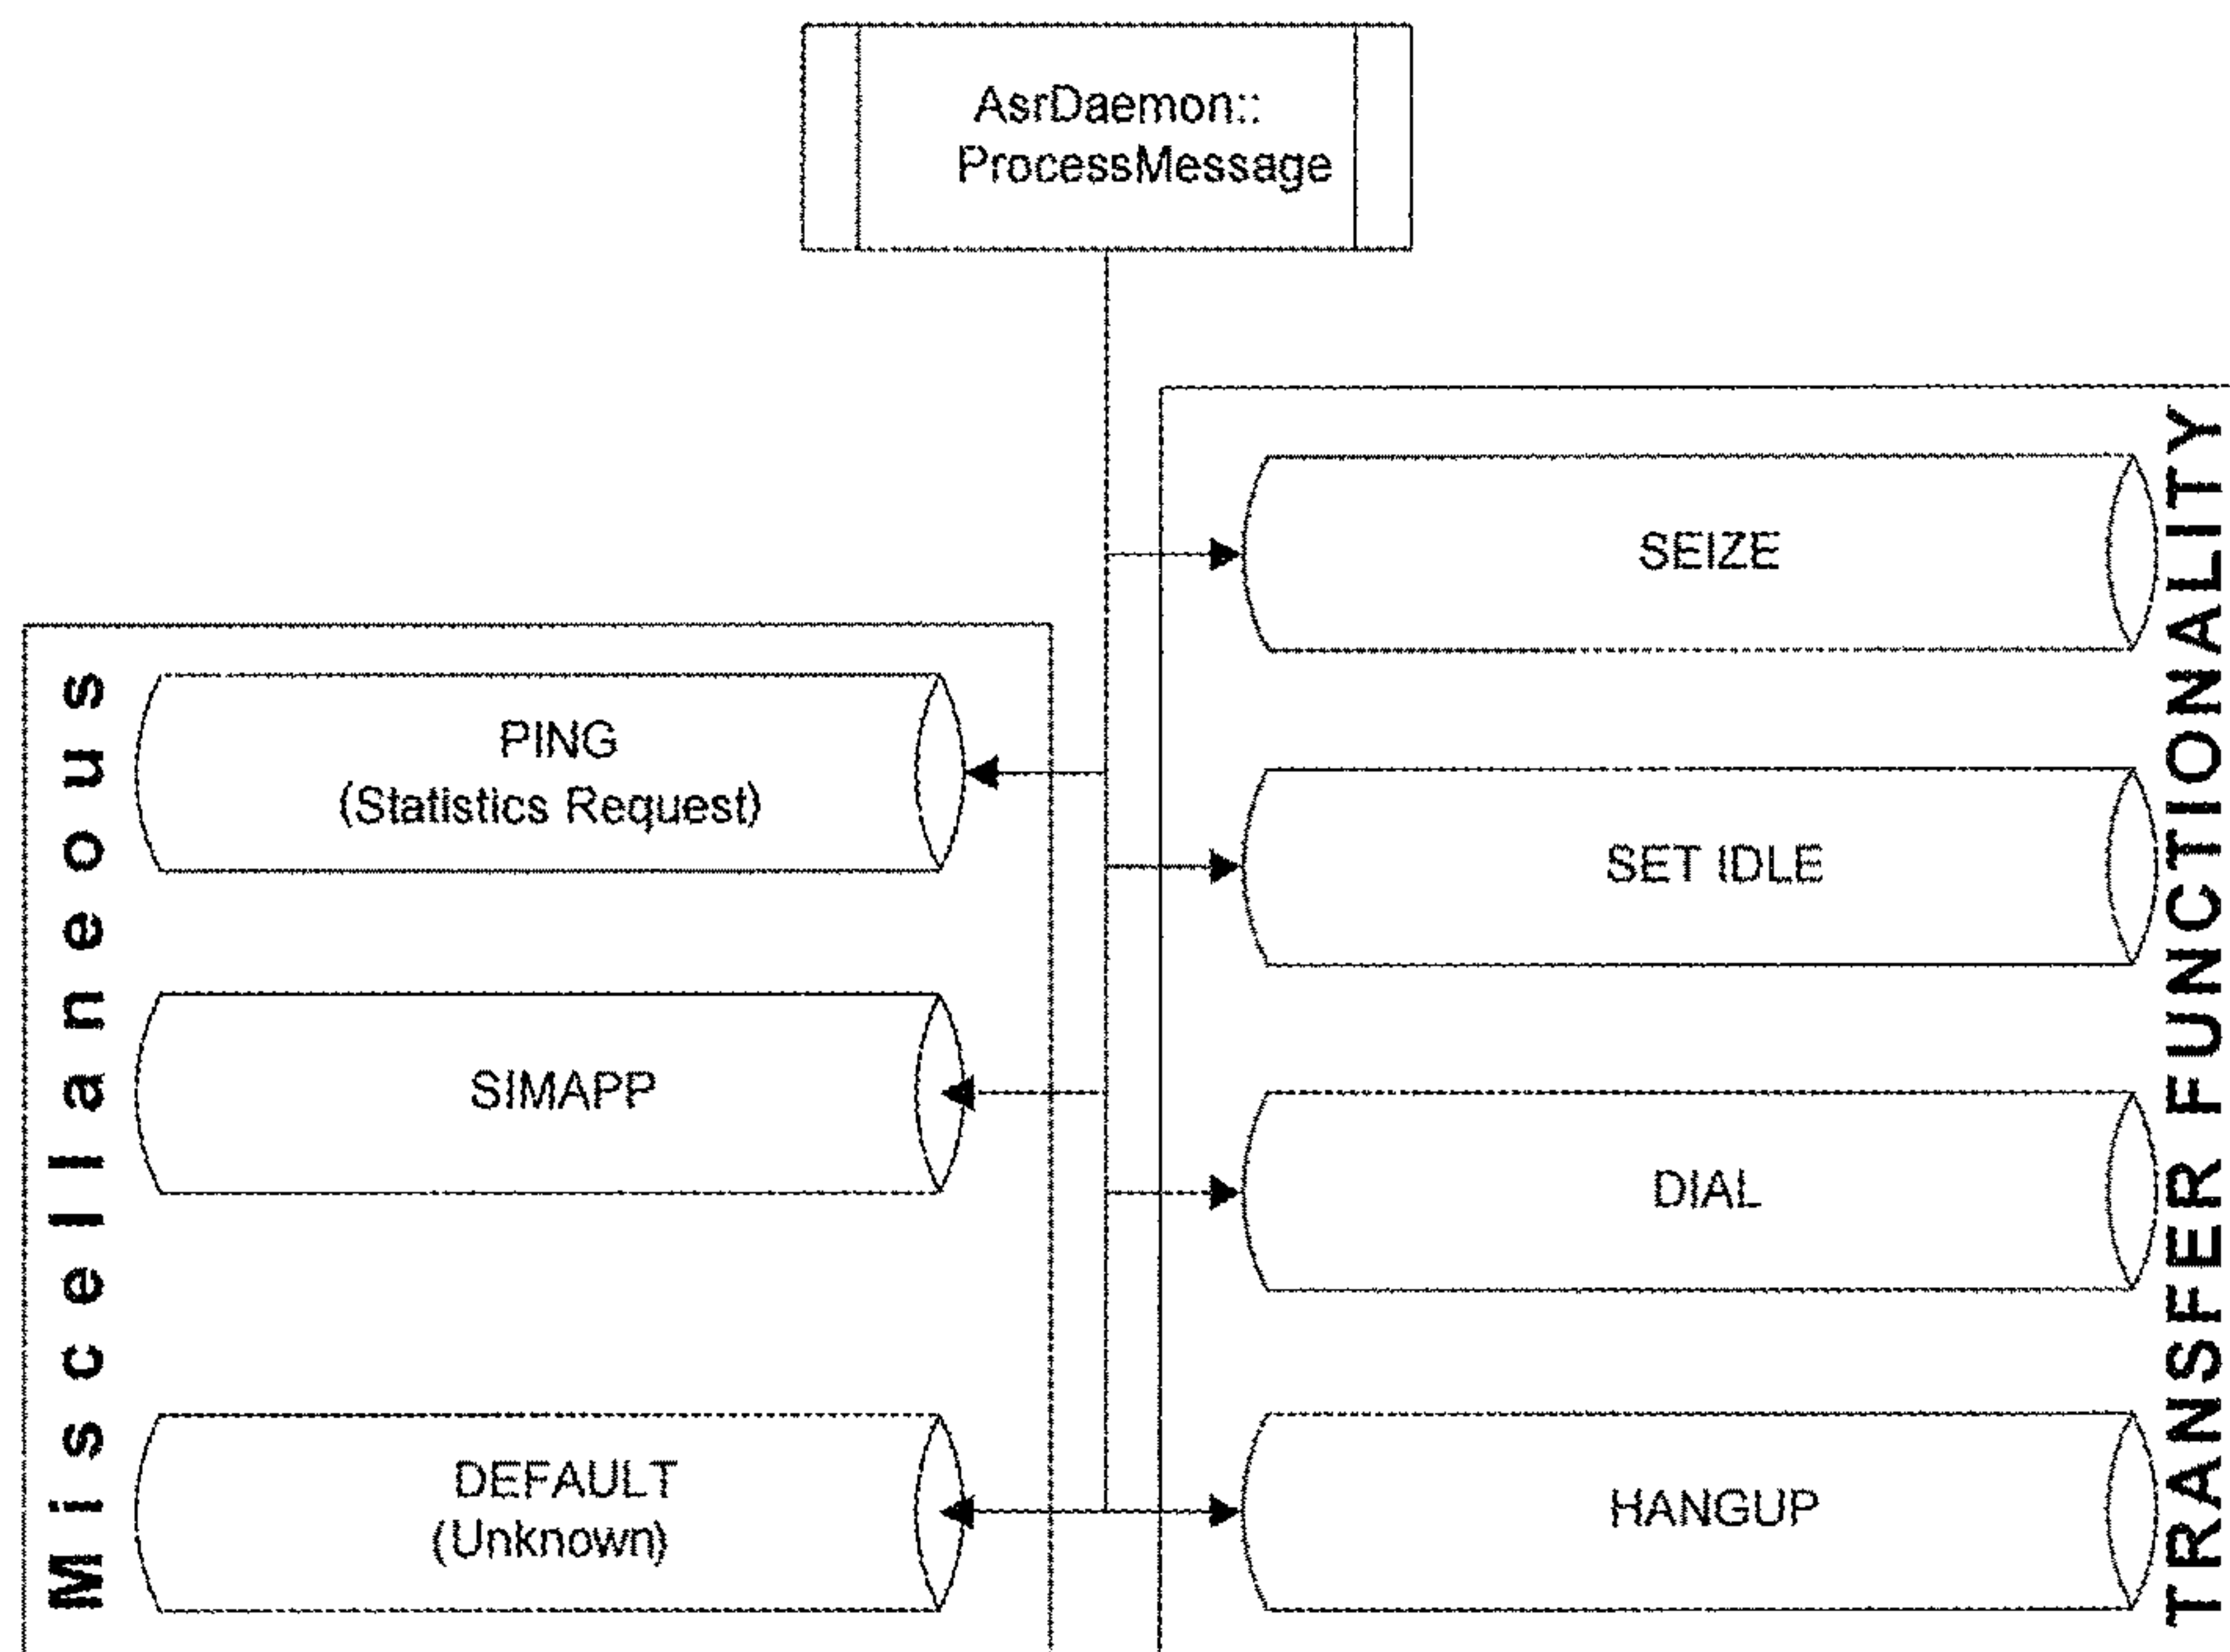 AsrDaemon::
ProcessMessage
Miscellaneous
PING
(Statistics Request)
SIMAPP
DEFAULT
(Unknown)
SEIZE
SET IDLE
DIAL
HANGUP
TRANSFER FUNCTIONALITY